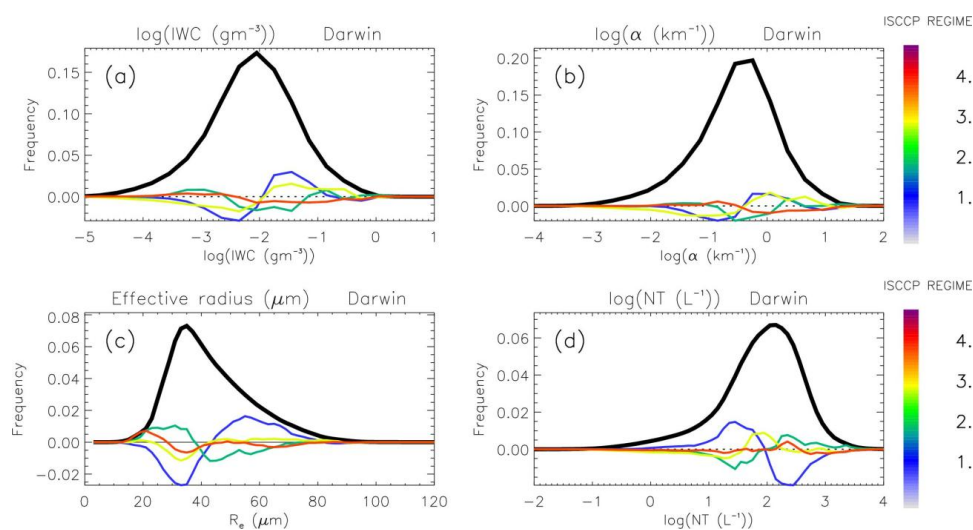 log(IWC (gm⁻³)) Darwin
(a)
Frequency
0.15
0.10
0.05
0.00
−5 −4 −3 −2 −1 0 1
log(IWC (gm⁻³))
log(α (km⁻¹)) Darwin
(b)
Frequency
0.20
0.15
0.10
0.05
0.00
−4 −3 −2 −1 0 1 2
log(α (km⁻¹))
ISCCP REGIME
4.
3.
2.
1.
Effective radius (μm) Darwin
(c)
Frequency
0.08
0.06
0.04
0.02
0.00
−0.02
0 20 40 60 80 100 120
Rₑ (μm)
log(NT (L⁻¹)) Darwin
(d)
Frequency
0.06
0.04
0.02
0.00
−2 −1 0 1 2 3 4
log(NT (L⁻¹))
ISCCP REGIME
4.
3.
2.
1.